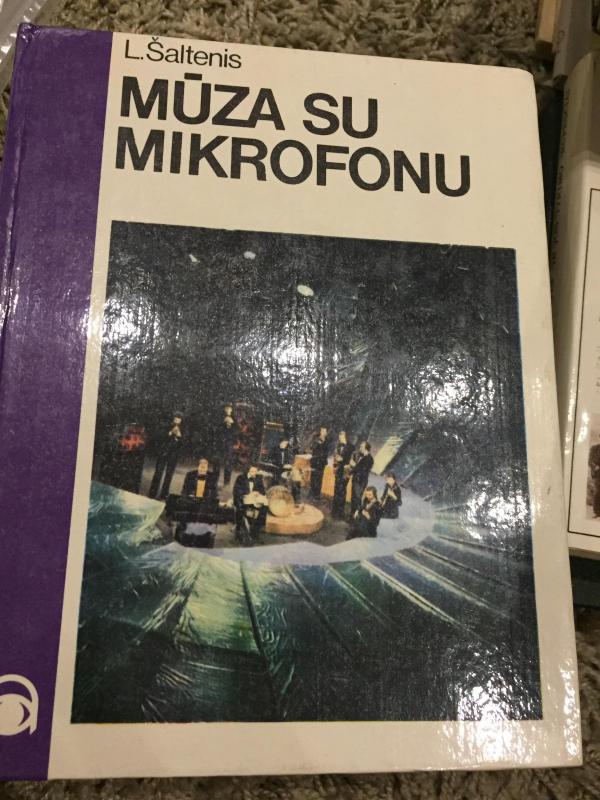 L.Šaltenis
MŪZA SU
MIKROFONU